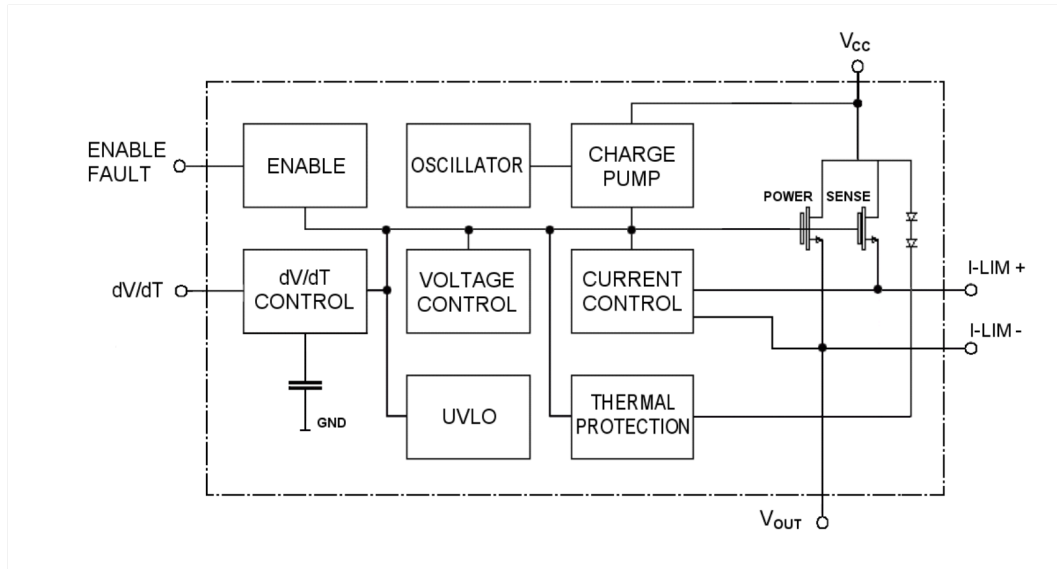 VCC
ENABLE
FAULT
ENABLE
OSCILLATOR
CHARGE
PUMP
POWER
SENSE
dV/dT
dV/dT
CONTROL
VOLTAGE
CONTROL
CURRENT
CONTROL
I-LIM +
I-LIM -
GND
UVLO
THERMAL
PROTECTION
VOUT